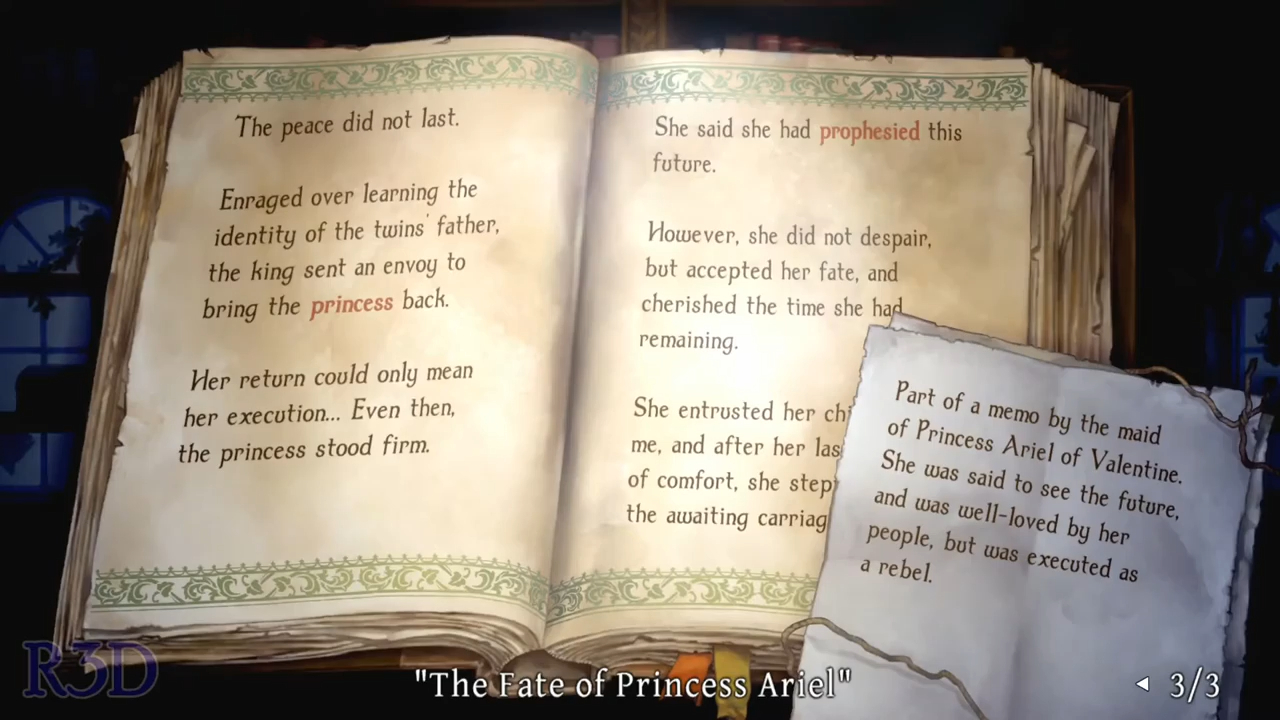 The peace did not last.
Enraged over learning the
identity of the twins' father,
the king sent an envoy to
bring the princess back.
Her return could only mean
her execution... Even then,
the princess stood firm.
She said she had prophesied this
future.
However, she did not despair,
but accepted her fate, and
cherished the time she had
remaining.
She entrusted her
me, and after her
of comfort, she
the awaiting
Part of a memo by the maid
of Princess Ariel of Valentine.
She was said to see the future,
and was well-loved by her
people, but was executed as
a rebel.
R3D
"The Fate of Princess Ariel"
3/3